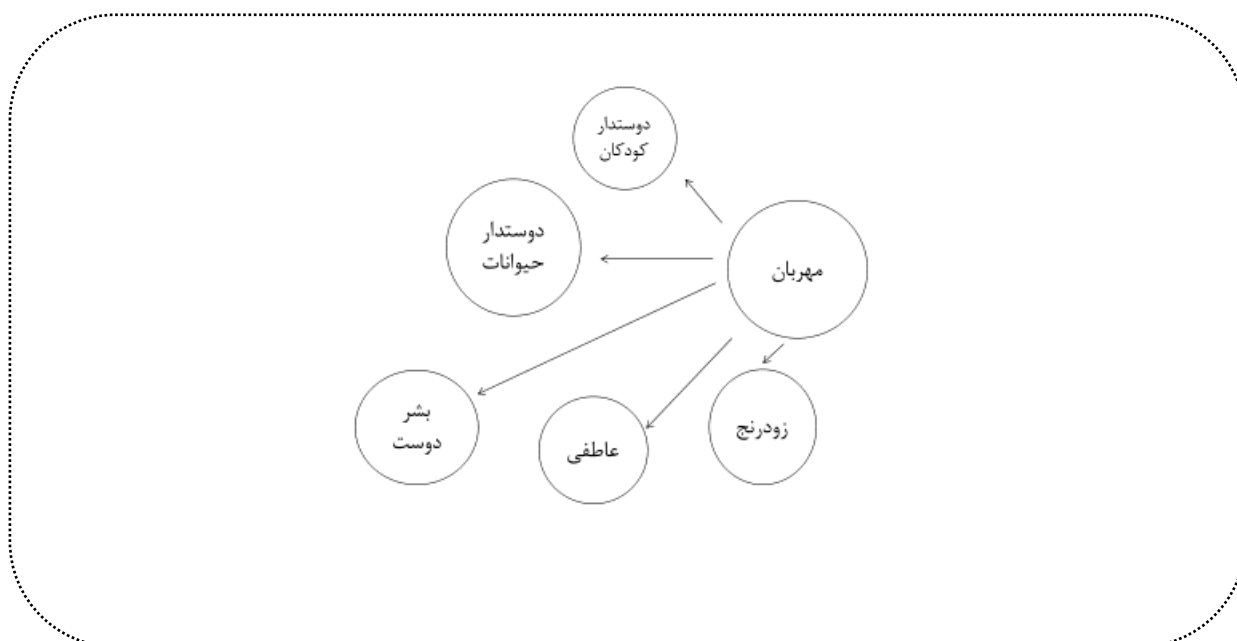 دوستدار
کودکان
دوستدار
حیوانات
مهربان
بشر
دوست
عاطفی
زودرنج